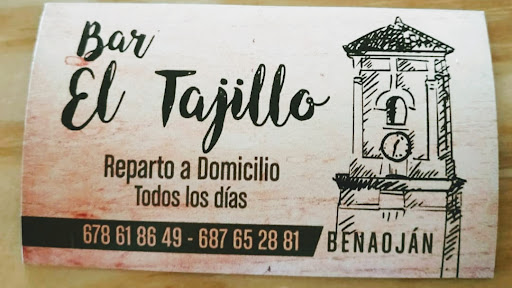 Bar
El Tajillo
Reparto a Domicilio
Todos los días
678 61 86 49 - 687 65 28 81 BENAOJÁN